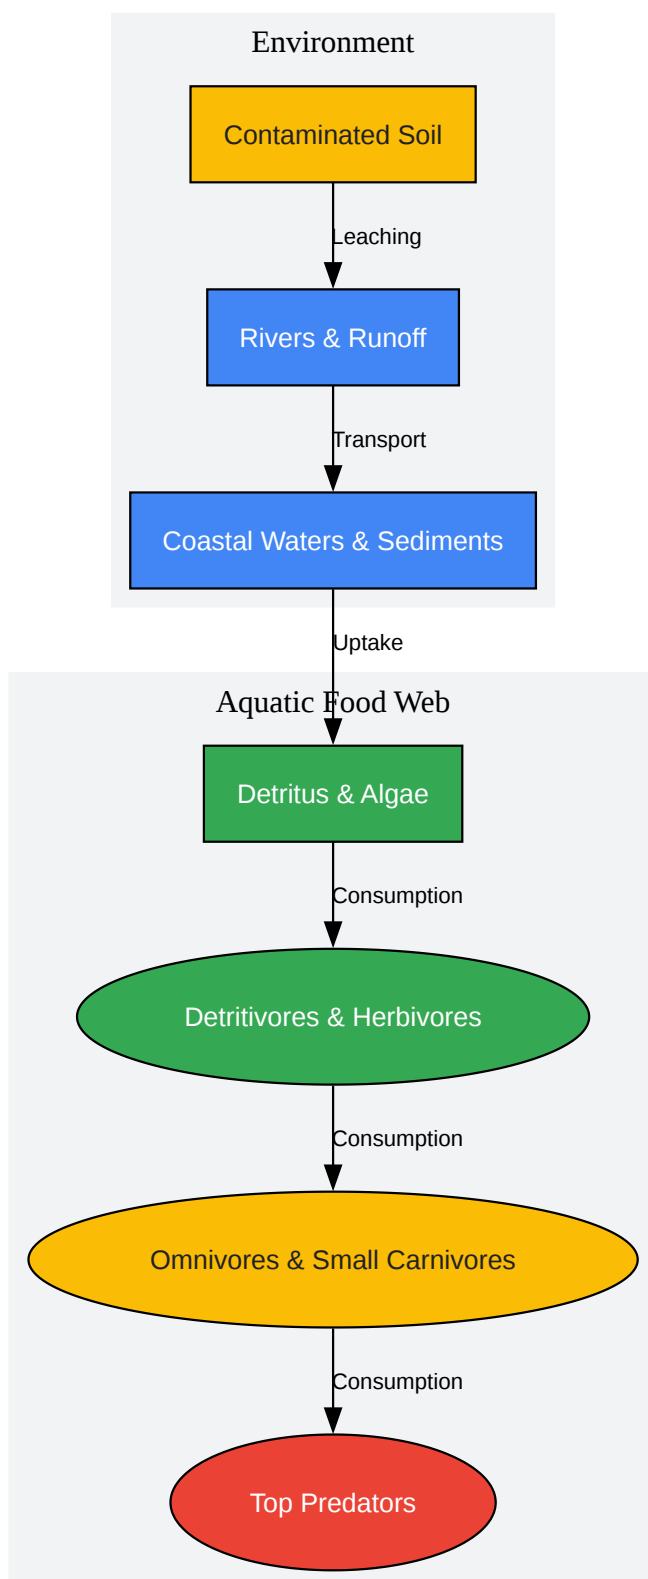 Environment
Contaminated Soil
Leaching
Rivers & Runoff
Transport
Coastal Waters & Sediments
Uptake
Aquatic Food Web
Detritus & Algae
Consumption
Detritivores & Herbivores
Consumption
Omnivores & Small Carnivores
Consumption
Top Predators